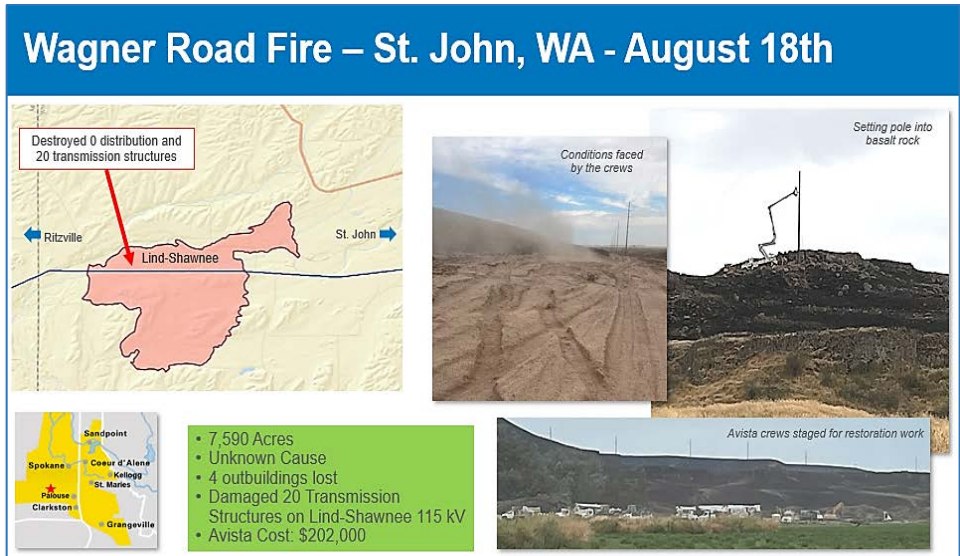 Wagner Road Fire – St. John, WA - August 18th
Destroyed 0 distribution and
20 transmission structures
Ritzville
St. John
Lind-Shawnee
Conditions faced
by the crews
Setting pole into
basalt rock
Sandpoint
Spokane
Coeur d'Alene
Kellogg
St. Maries
Palouse
Clarkston
Grangeville
• 7,590 Acres
• Unknown Cause
• 4 outbuildings lost
• Damaged 20 Transmission
Structures on Lind-Shawnee 115 kV
• Avista Cost: $202,000
Avista crews staged for restoration work